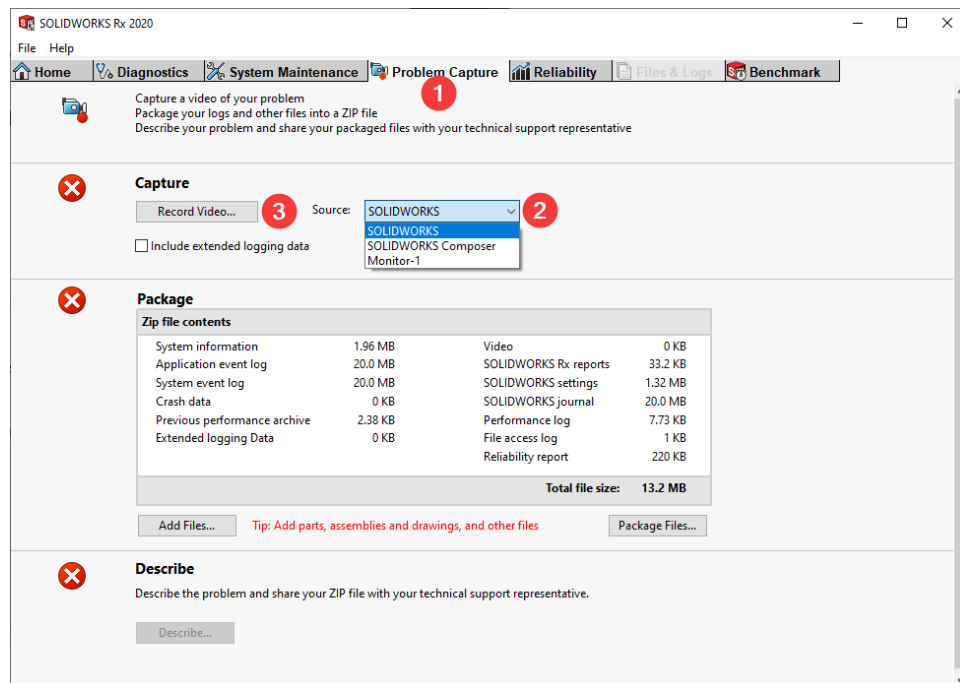 SOLIDWORKS Rx 2020
File Help
Home Diagnostics System Maintenance Problem Capture Reliability Files & Logs Benchmark
1
Capture a video of your problem
Package your logs and other files into a ZIP file
Describe your problem and share your packaged files with your technical support representative
Capture
Record Video... 3 Source: SOLIDWORKS 2
SOLIDWORKS
Include extended logging data SOLIDWORKS Composer
Monitor-1
Package
Zip file contents
System information 1.96 MB Video 0 KB
Application event log 20.0 MB SOLIDWORKS Rx reports 33.2 KB
System event log 20.0 MB SOLIDWORKS settings 1.32 MB
Crash data 0 KB SOLIDWORKS journal 20.0 MB
Previous performance archive 2.38 KB Performance log 7.73 KB
Extended logging Data 0 KB File access log 1 KB
Reliability report 220 KB
Total file size: 13.2 MB
Add Files... Tip: Add parts, assemblies and drawings, and other files Package Files...
Describe
Describe the problem and share your ZIP file with your technical support representative.
Describe...